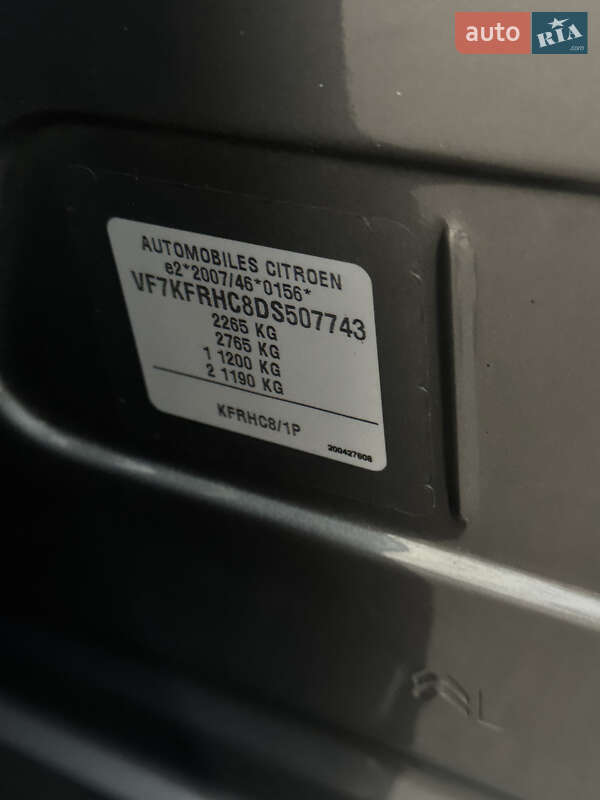 auto RIA .com
AUTOMOBILES CITROEN
e2*2007/46*0156*
VF7KFRHC8DS507743
2265 KG
2765 KG
1 1200 KG
2 1190 KG
KFRHC8/1P
200427608
L